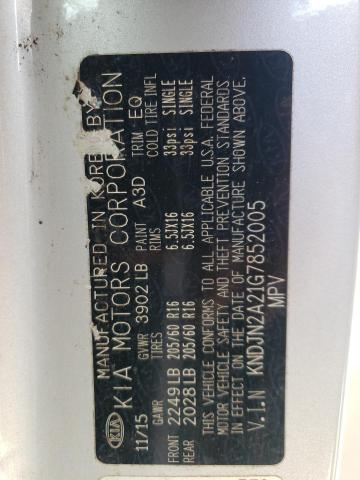 MANUFACTURED IN KOREA BY
KIA KIA MOTORS CORPORATION
11/15 GVWR 3902 LB PAINT A3D TRIM EQ
GAWR TIRES RIMS COLD TIRE INFL
FRONT 2249LB 205/60 R16 6.5JX16 33psi SINGLE
REAR 2028LB 205/60 R16 6.5JX16 33psi SINGLE
THIS VEHICLE CONFORMS TO ALL APPLICABLE U.S.A. FEDERAL
MOTOR VEHICLE SAFETY AND THEFT PREVENTION STANDARDS
IN EFFECT ON THE DATE OF MANUFACTURE SHOWN ABOVE.
V.I.N KNDJN2A21G7852005
MPV